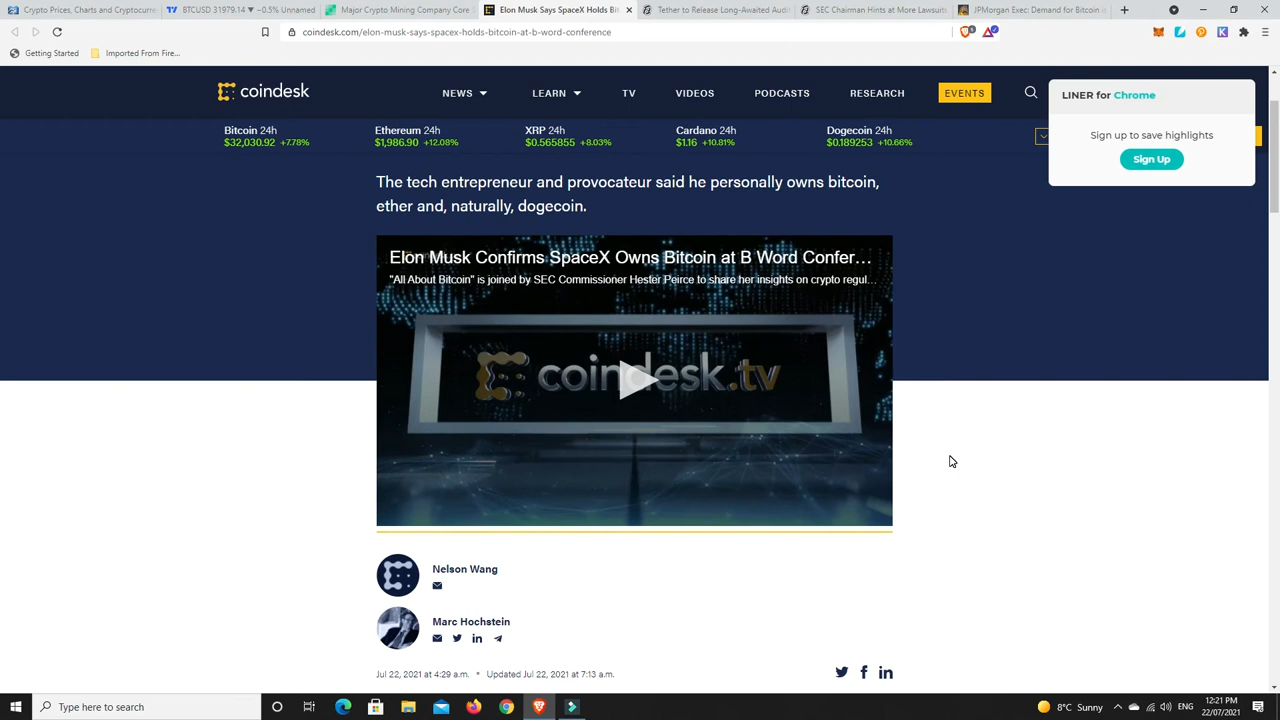 Crypto Prices, Charts and Cryptocurr
BTCUSD 31979.14 ▼ −0.5% Unnamed
Major Crypto Mining Company Core
Elon Musk Says SpaceX Holds Bit
Tether to Release Long-Awaited Audi
SEC Chairman Hints at More Lawsuits
JPMorgan Exec: Demand for Bitcoin a
coindesk.com/elon-musk-says-spacex-holds-bitcoin-at-b-word-conference
Getting Started
Imported From Fire...
coindesk
NEWS
LEARN
TV
VIDEOS
PODCASTS
RESEARCH
EVENTS
LINER for Chrome
Sign up to save highlights
Sign Up
Bitcoin 24h
$32,030.92 +7.78%
Ethereum 24h
$1,986.90 +12.08%
XRP 24h
$0.565855 +8.03%
Cardano 24h
$1.16 +10.81%
Dogecoin 24h
$0.189253 +10.66%
The tech entrepreneur and provocateur said he personally owns bitcoin,
ether and, naturally, dogecoin.
Elon Musk Confirms SpaceX Owns Bitcoin at B Word Confer...
"All About Bitcoin" is joined by SEC Commissioner Hester Peirce to share her insights on crypto regul...
coindesk.tv
Nelson Wang
Marc Hochstein
Jul 22, 2021 at 4:29 a.m. • Updated Jul 22, 2021 at 7:13 a.m.
Type here to search
8°C Sunny
ENG
12:21 PM
22/07/2021